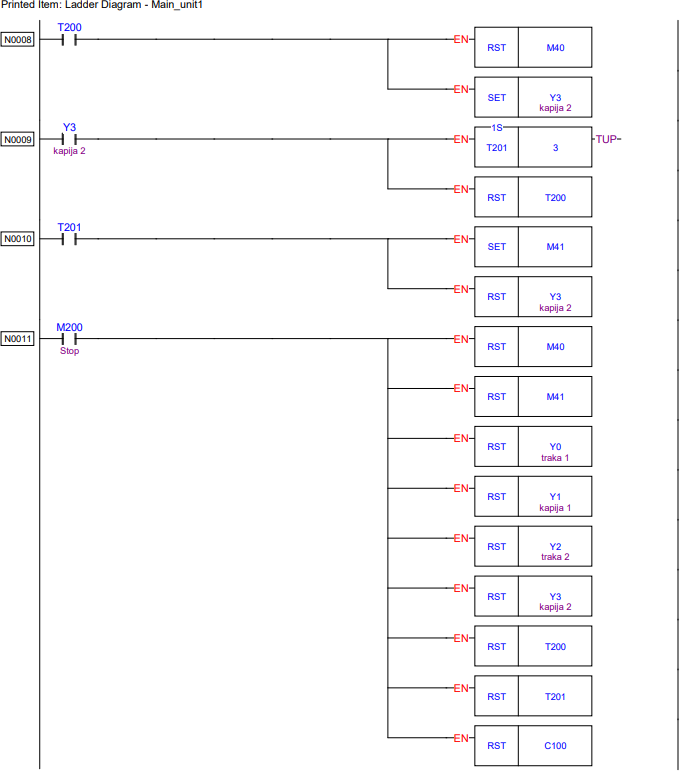 Printed Item: Ladder Diagram - Main_unit1
T200
N0008
EN
RST M40
EN
SET Y3
kapija 2
Y3
N0009
kapija 2
EN
1S
T201 3
TUP
EN
RST T200
T201
N0010
EN
SET M41
EN
RST Y3
kapija 2
M200
N0011
Stop
EN
RST M40
EN
RST M41
EN
RST Y0
traka 1
EN
RST Y1
kapija 1
EN
RST Y2
traka 2
EN
RST Y3
kapija 2
EN
RST T200
EN
RST T201
EN
RST C100